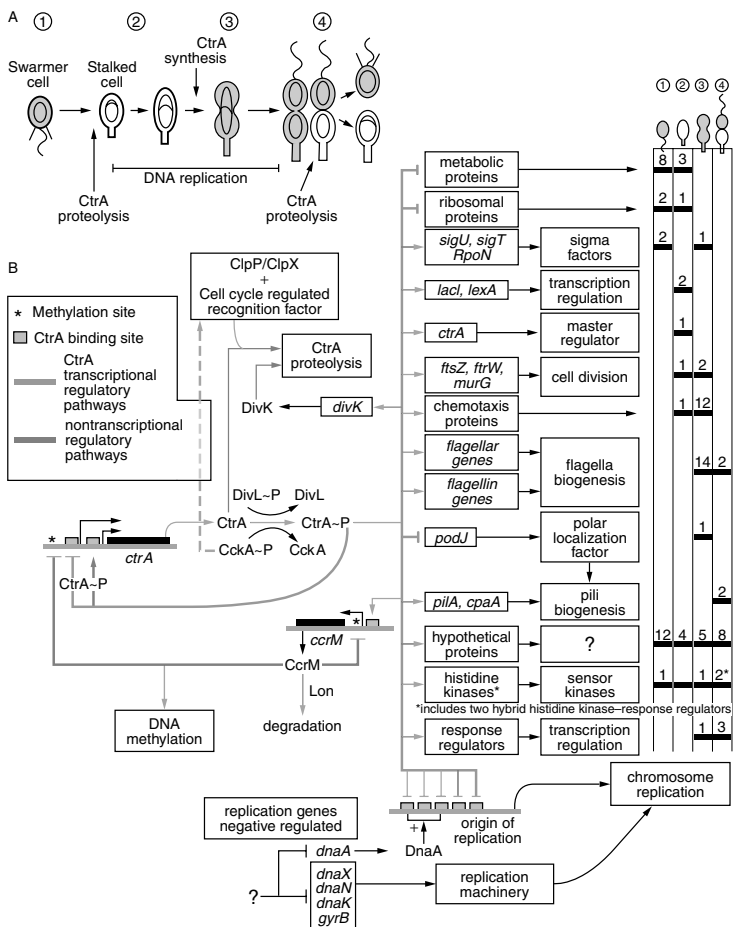 A
① ② ③ ④
CtrA
synthesis
Swarmer
cell
Stalked
cell
DNA replication
CtrA
proteolysis
CtrA
proteolysis
B
* Methylation site
CtrA binding site
CtrA
transcriptional
regulatory
pathways
nontranscriptional
regulatory
pathways
ClpP/ClpX
+
Cell cycle regulated
recognition factor
CtrA
proteolysis
DivK
divK
DivL~P
DivL
CtrA
CtrA~P
CckA~P
CckA
*
ctrA
CtrA~P
*
ccrM
CcrM
Lon
degradation
DNA
methylation
① ② ③ ④
metabolic
proteins
8 3
ribosomal
proteins
2 1
sigU, sigT
RpoN
sigma
factors
2 1
lacI, lexA
transcription
regulation
2
ctrA
master
regulator
1
ftsZ, ftrW,
murG
cell division
1 2
chemotaxis
proteins
1 12
flagellar
genes
flagellin
genes
flagella
biogenesis
14 2
podJ
polar
localization
factor
1
pilA, cpaA
pili
biogenesis
2
hypothetical
proteins
?
12 4 5 8
histidine
kinases*
sensor
kinases
1 1 2*
*includes two hybrid histidine kinase–response regulators
response
regulators
transcription
regulation
1 3
origin of
replication
+
DnaA
chromosome
replication
replication genes
negative regulated
dnaA
?
dnaX
dnaN
dnaK
gyrB
replication
machinery